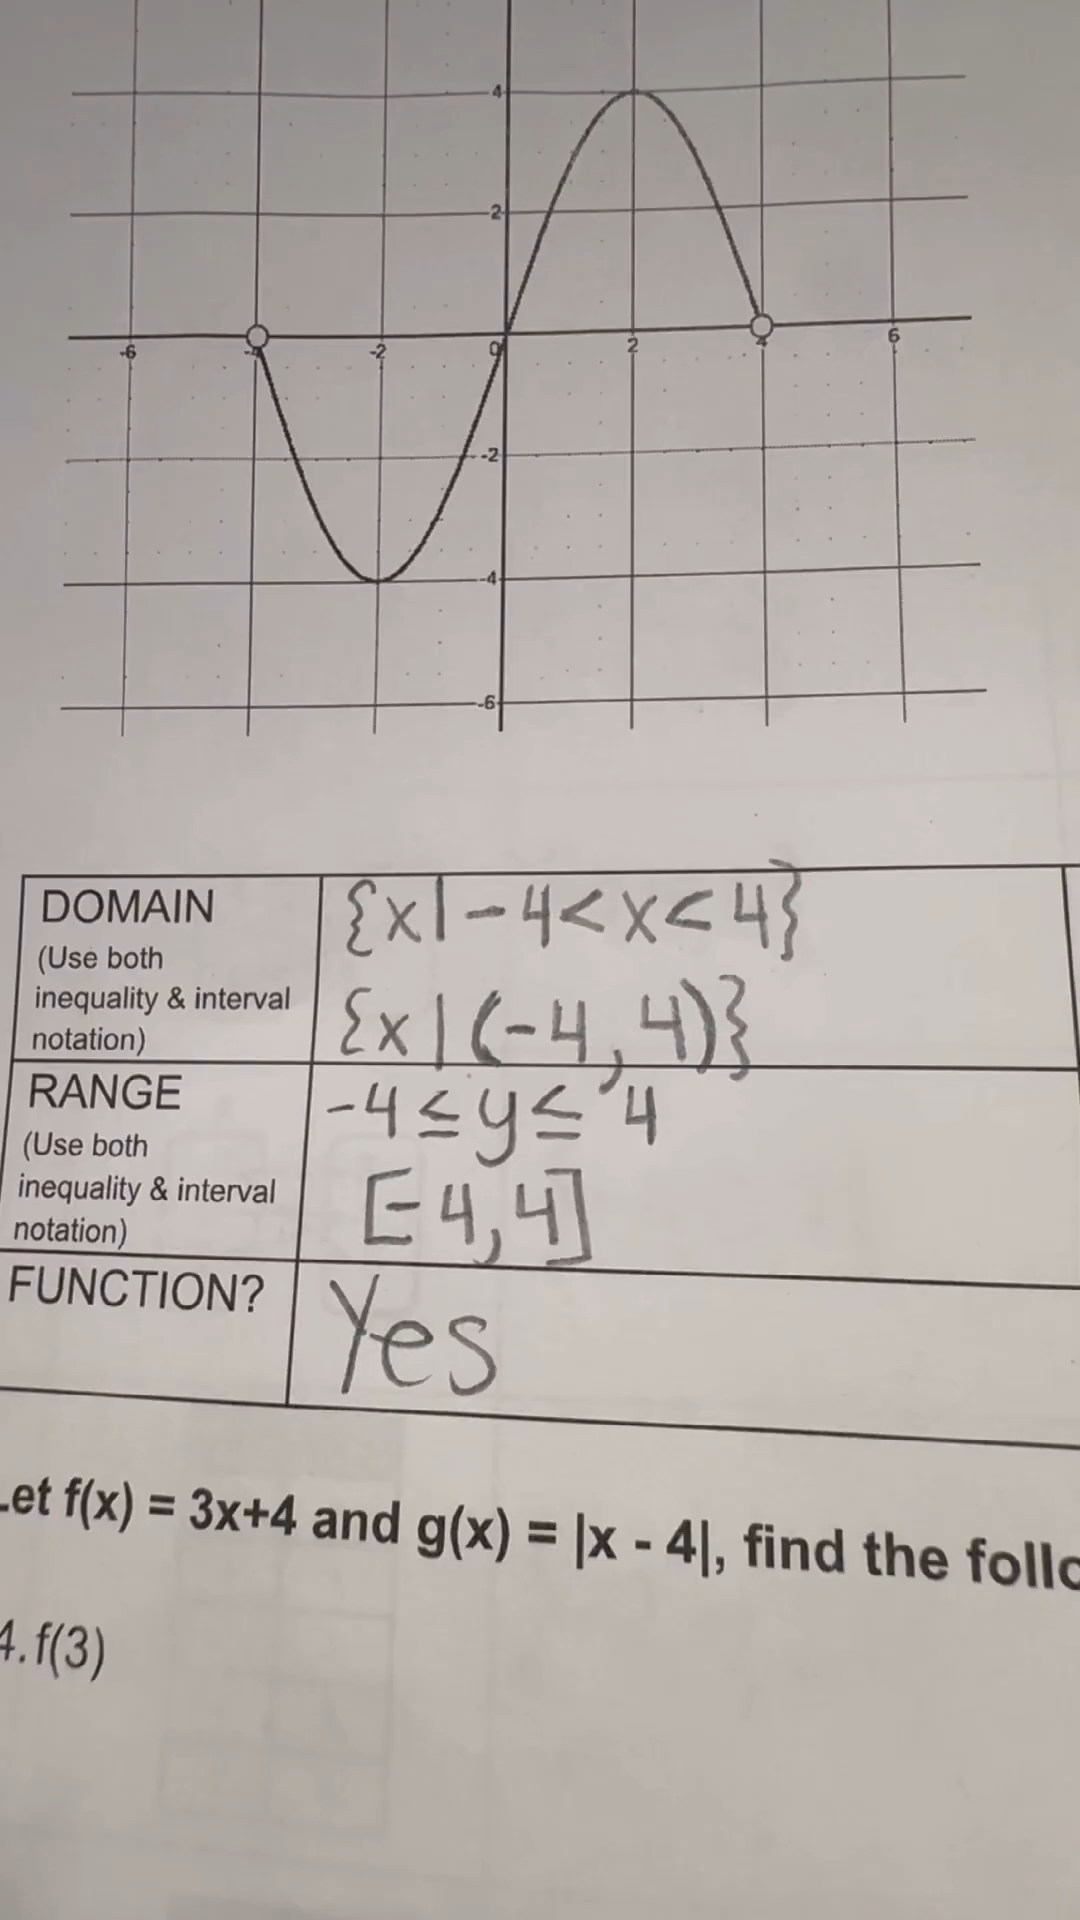 4
2
-6 -4 -2 0 2 4 6
-2
-4
-6
DOMAIN
(Use both
inequality & interval
notation)
{x|-4<x<4}
{x|(-4,4)}
RANGE
(Use both
inequality & interval
notation)
-4≤y≤4
[-4,4]
FUNCTION?
Yes
Let f(x) = 3x+4 and g(x) = |x - 4|, find the follo
4. f(3)